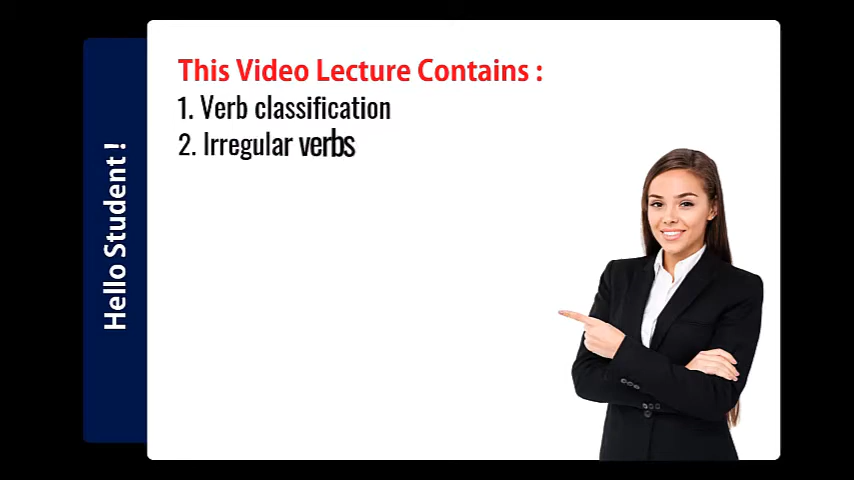 Hello Student !
This Video Lecture Contains :
1. Verb classification
2. Irregular verbs